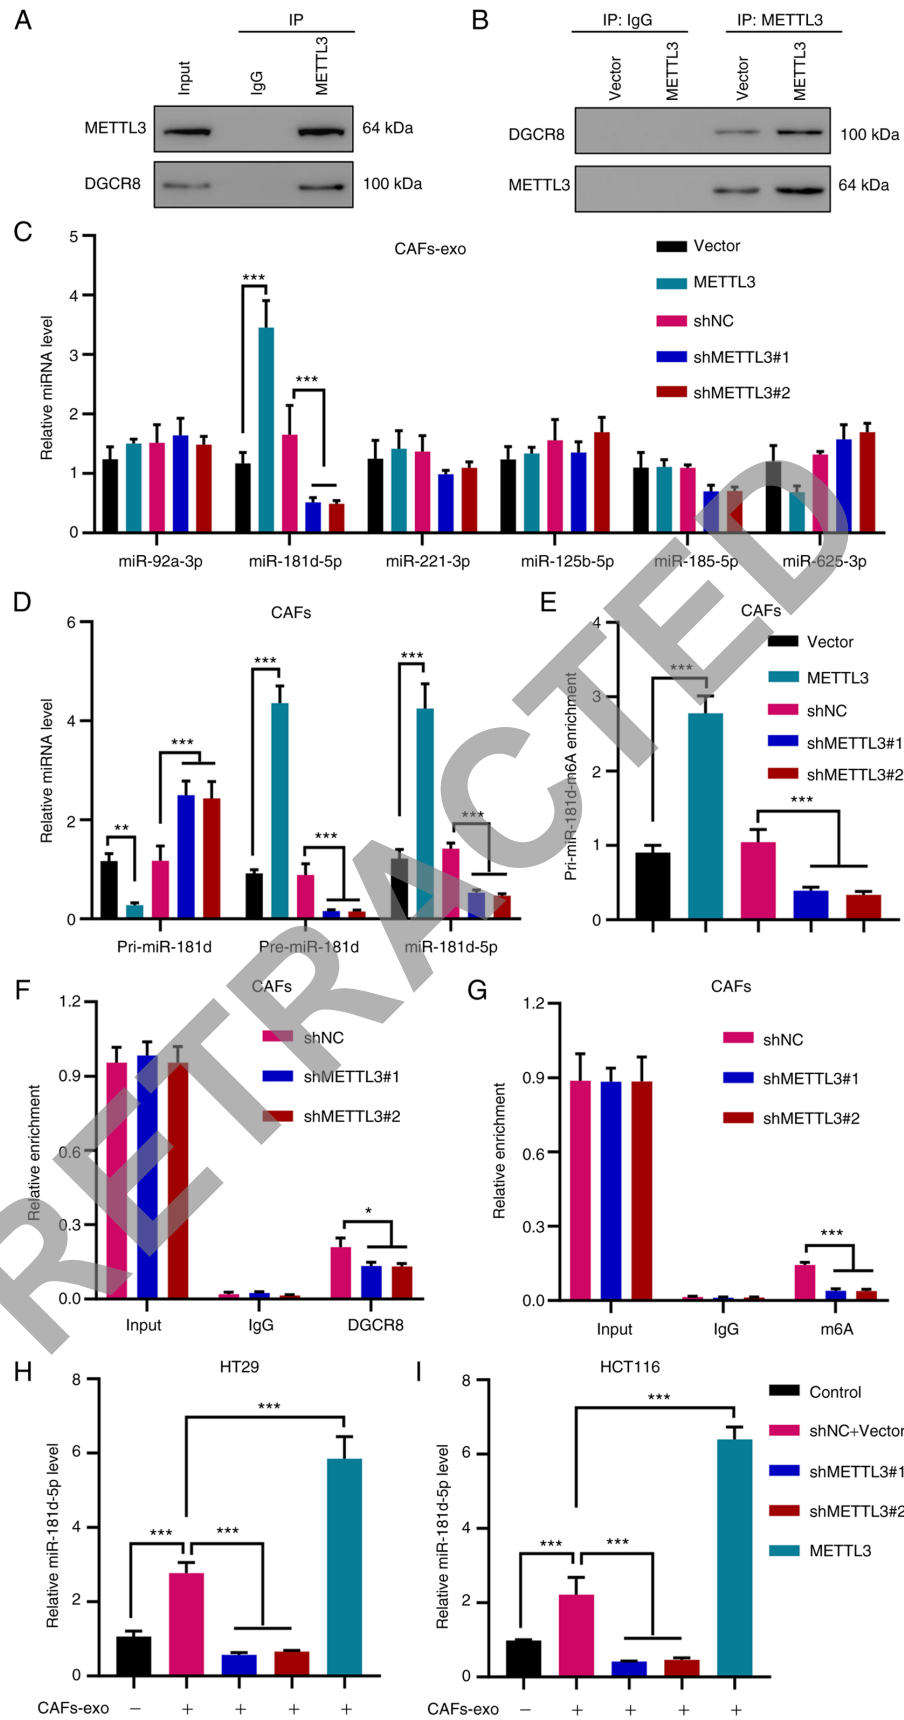 A
IP
Input
IgG
METTL3
METTL3
64 kDa
DGCR8
100 kDa
B
IP: IgG
IP: METTL3
Vector
METTL3
Vector
METTL3
DGCR8
100 kDa
METTL3
64 kDa
C
CAFs-exo
Relative miRNA level
5
4
3
2
1
0
Vector
METTL3
shNC
shMETTL3#1
shMETTL3#2
***
***
miR-92a-3p
miR-181d-5p
miR-221-3p
miR-125b-5p
miR-185-5p
miR-625-3p
D
CAFs
Relative miRNA level
6
4
2
0
**
***
***
***
***
***
Pri-miR-181d
Pre-miR-181d
miR-181d-5p
E
CAFs
Pri-miR-181d-m6A enrichment
4
3
2
1
0
***
***
Vector
METTL3
shNC
shMETTL3#1
shMETTL3#2
F
CAFs
Relative enrichment
1.2
0.9
0.6
0.3
0.0
shNC
shMETTL3#1
shMETTL3#2
*
Input
IgG
DGCR8
G
CAFs
Relative enrichment
1.2
0.9
0.6
0.3
0.0
shNC
shMETTL3#1
shMETTL3#2
***
Input
IgG
m6A
H
HT29
Relative miR-181d-5p level
8
6
4
2
0
***
***
***
CAFs-exo
− + + + +
I
HCT116
Relative miR-181d-5p level
8
6
4
2
0
***
***
***
CAFs-exo
− + + + +
Control
shNC+Vector
shMETTL3#1
shMETTL3#2
METTL3
RETRACTED